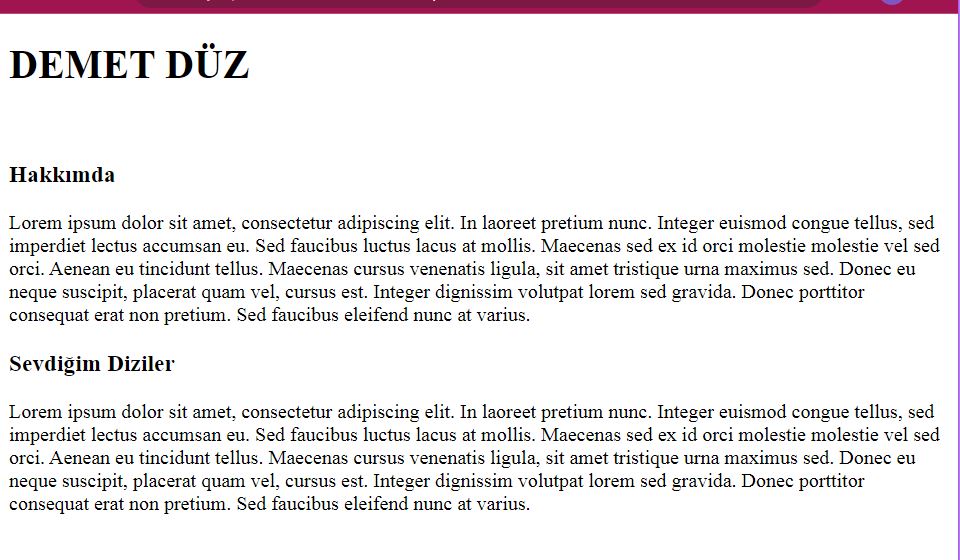 DEMET DÜZ
Hakkımda
Lorem ipsum dolor sit amet, consectetur adipiscing elit. In laoreet pretium nunc. Integer euismod congue tellus, sed
imperdiet lectus accumsan eu. Sed faucibus luctus lacus at mollis. Maecenas sed ex id orci molestie molestie vel sed
orci. Aenean eu tincidunt tellus. Maecenas cursus venenatis ligula, sit amet tristique urna maximus sed. Donec eu
neque suscipit, placerat quam vel, cursus est. Integer dignissim volutpat lorem sed gravida. Donec porttitor
consequat erat non pretium. Sed faucibus eleifend nunc at varius.
Sevdiğim Diziler
Lorem ipsum dolor sit amet, consectetur adipiscing elit. In laoreet pretium nunc. Integer euismod congue tellus, sed
imperdiet lectus accumsan eu. Sed faucibus luctus lacus at mollis. Maecenas sed ex id orci molestie molestie vel sed
orci. Aenean eu tincidunt tellus. Maecenas cursus venenatis ligula, sit amet tristique urna maximus sed. Donec eu
neque suscipit, placerat quam vel, cursus est. Integer dignissim volutpat lorem sed gravida. Donec porttitor
consequat erat non pretium. Sed faucibus eleifend nunc at varius.